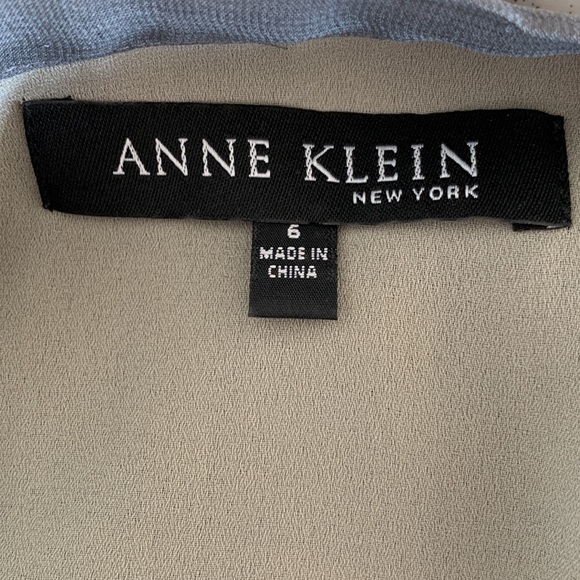 ANNE KLEIN
NEW YORK
6
MADE IN
CHINA